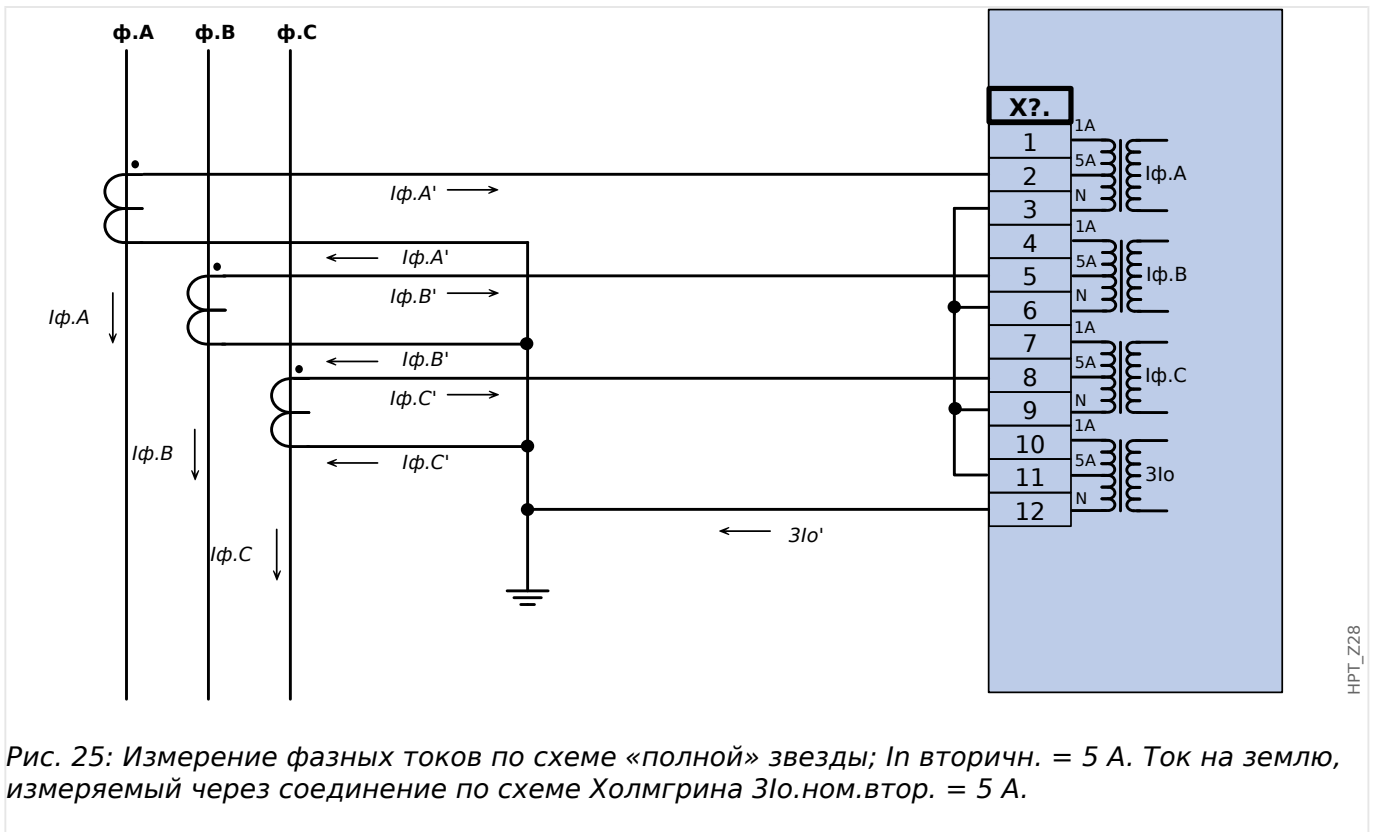 ф.А ф.В ф.С
X?.
1 1A
2 5A Iф.А
3 N
4 1A
5 5A Iф.В
6 N
7 1A
8 5A Iф.С
9 N
10 1A
11 5A 3Io
12 N
Iф.А'
Iф.А'
Iф.В'
Iф.А
Iф.В'
Iф.С'
Iф.В
Iф.С'
3Io'
Iф.С
HPT_Z28
Рис. 25: Измерение фазных токов по схеме «полной» звезды; In вторичн. = 5 А. Ток на землю,
измеряемый через соединение по схеме Холмгрина 3Io.ном.втор. = 5 А.